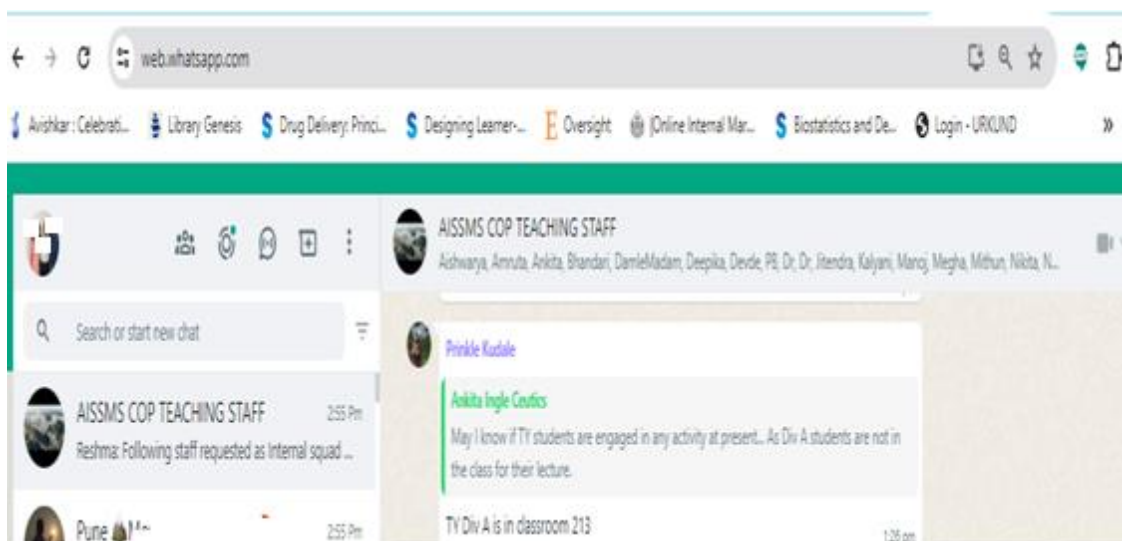 web.whatsapp.com
Avishkar : Celebrati... Library Genesis Drug Delivery: Princi... Designing Learner-... Oversight (Online Internal Mar... Biostatistics and De... Login - URKUND »
AISSMS COP TEACHING STAFF
Aishwarya, Amruta, Ankita, Bhandari, DamleMadam, Deepika, Devde, PB, Dr, Dr, Jitendra, Kalyani, Manoj, Megha, Mithun, Nikita, N...
Search or start new chat
AISSMS COP TEACHING STAFF 2:55 Pm
Reshma: Following staff requested as Internal squad ...
Pune 2:55 Pm
Prinkle Kudale
Ankita Ingle Ceutics
May I know if TY students are engaged in any activity at present... As Div A students are not in
the class for their lecture.
TY Div A is in classroom 213
1:26 pm